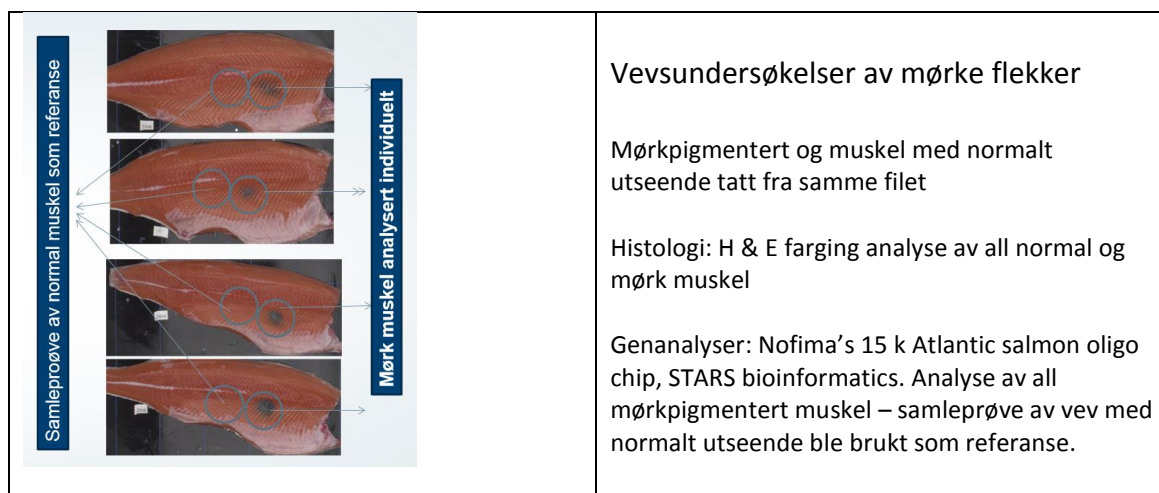 Samleprøøve av normal muskel som referanse
Mørk muskel analysert individuelt
Vevsundersøkelser av mørke flekker
Mørkpigmentert og muskel med normalt
utseende tatt fra samme filet
Histologi: H & E farging analyse av all normal og
mørk muskel
Genanalyser: Nofima’s 15 k Atlantic salmon oligo
chip, STARS bioinformatics. Analyse av all
mørkpigmentert muskel – samleprøve av vev med
normalt utseende ble brukt som referanse.